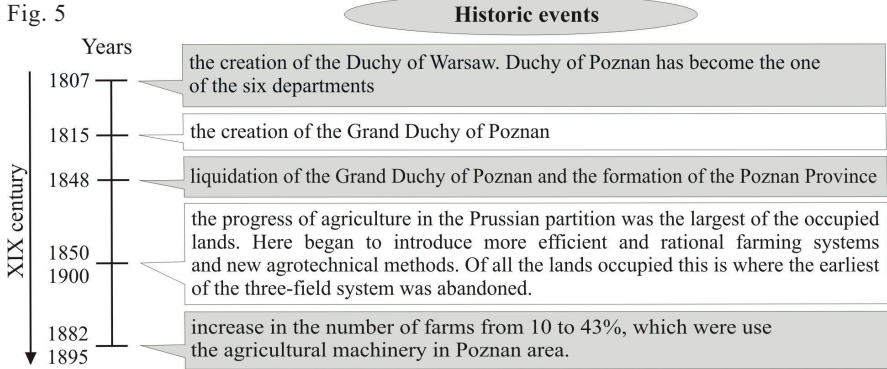 Fig. 5
Historic events
Years
XIX century
1807
the creation of the Duchy of Warsaw. Duchy of Poznan has become the one
of the six departments
1815
the creation of the Grand Duchy of Poznan
1848
liquidation of the Grand Duchy of Poznan and the formation of the Poznan Province
1850
1900
the progress of agriculture in the Prussian partition was the largest of the occupied
lands. Here began to introduce more efficient and rational farming systems
and new agrotechnical methods. Of all the lands occupied this is where the earliest
of the three-field system was abandoned.
1882
1895
increase in the number of farms from 10 to 43%, which were use
the agricultural machinery in Poznan area.